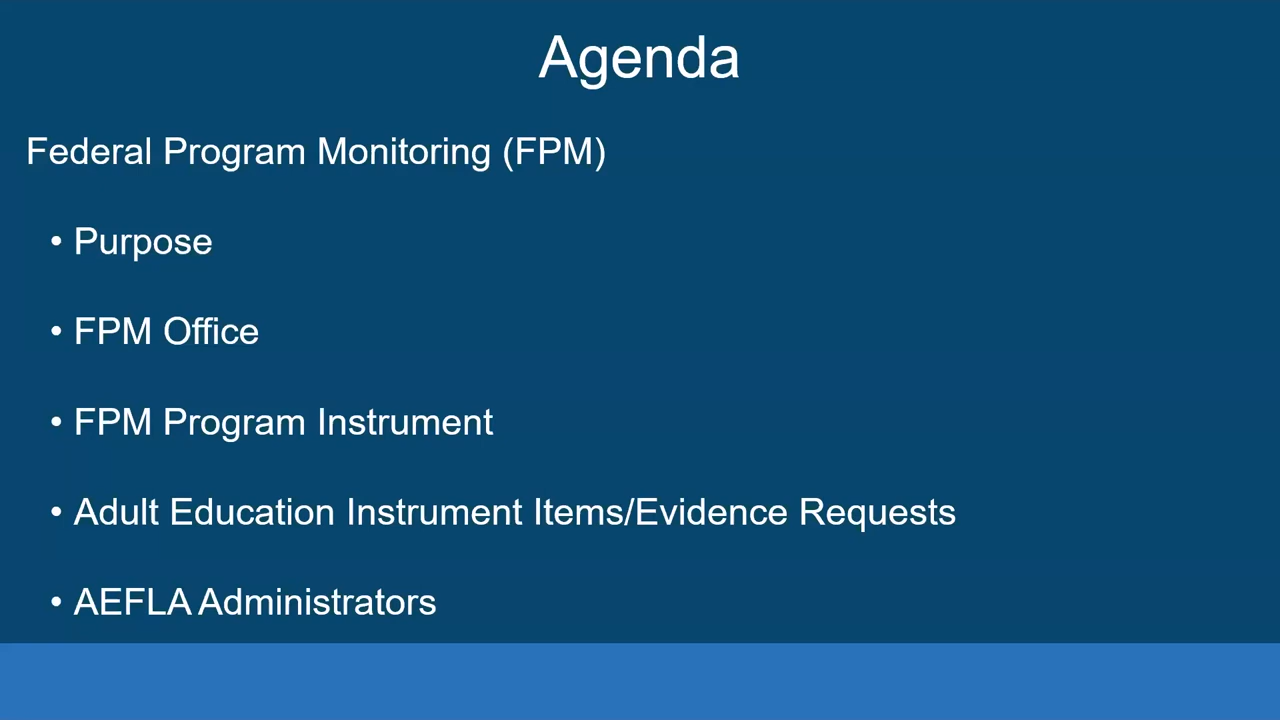 Agenda
Federal Program Monitoring (FPM)
• Purpose
• FPM Office
• FPM Program Instrument
• Adult Education Instrument Items/Evidence Requests
• AEFLA Administrators